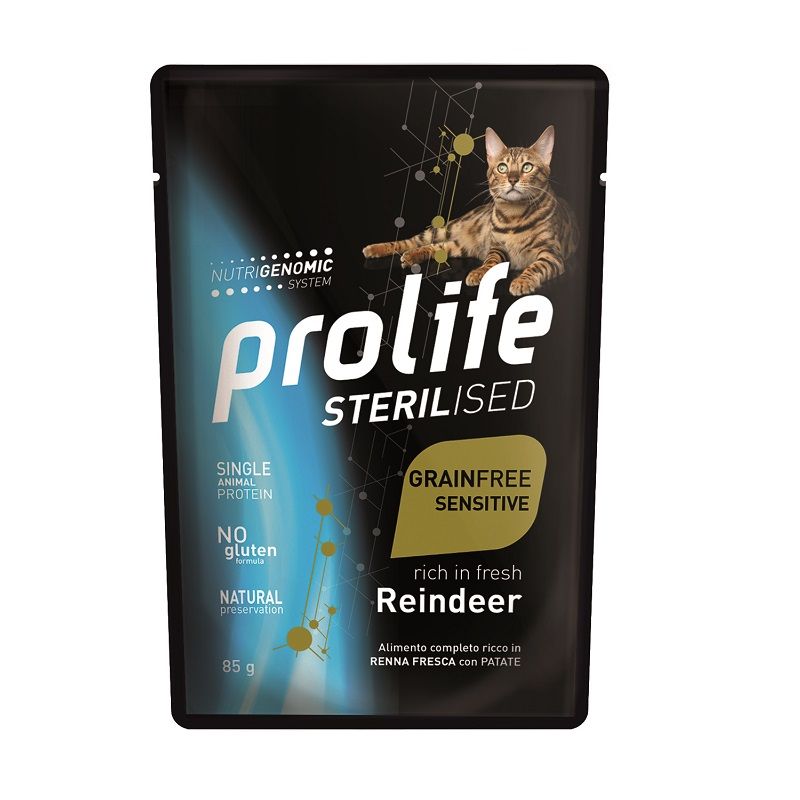 NUTRIGENOMIC
SYSTEM
prolife
STERILISED
SINGLE
ANIMAL
PROTEIN
NO
gluten
formula
NATURAL
preservation
85 g
GRAINFREE
SENSITIVE
rich in fresh
Reindeer
Alimento completo ricco in
RENNA FRESCA con PATATE